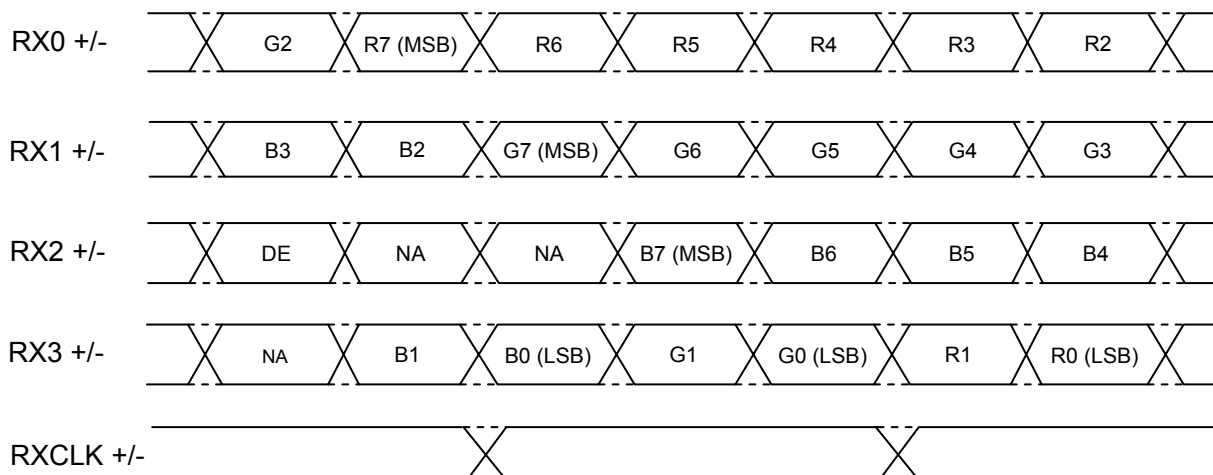 RX0 +/- G2 R7 (MSB) R6 R5 R4 R3 R2
RX1 +/- B3 B2 G7 (MSB) G6 G5 G4 G3
RX2 +/- DE NA NA B7 (MSB) B6 B5 B4
RX3 +/- NA B1 B0 (LSB) G1 G0 (LSB) R1 R0 (LSB)
RXCLK +/-